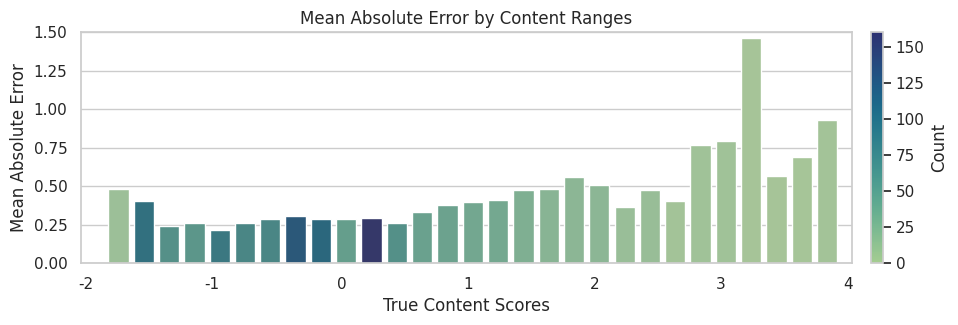 Mean Absolute Error by Content Ranges
Mean Absolute Error
1.50
1.25
1.00
0.75
0.50
0.25
0.00
-2 -1 0 1 2 3 4
True Content Scores
150
125
100
75
50
25
0
Count